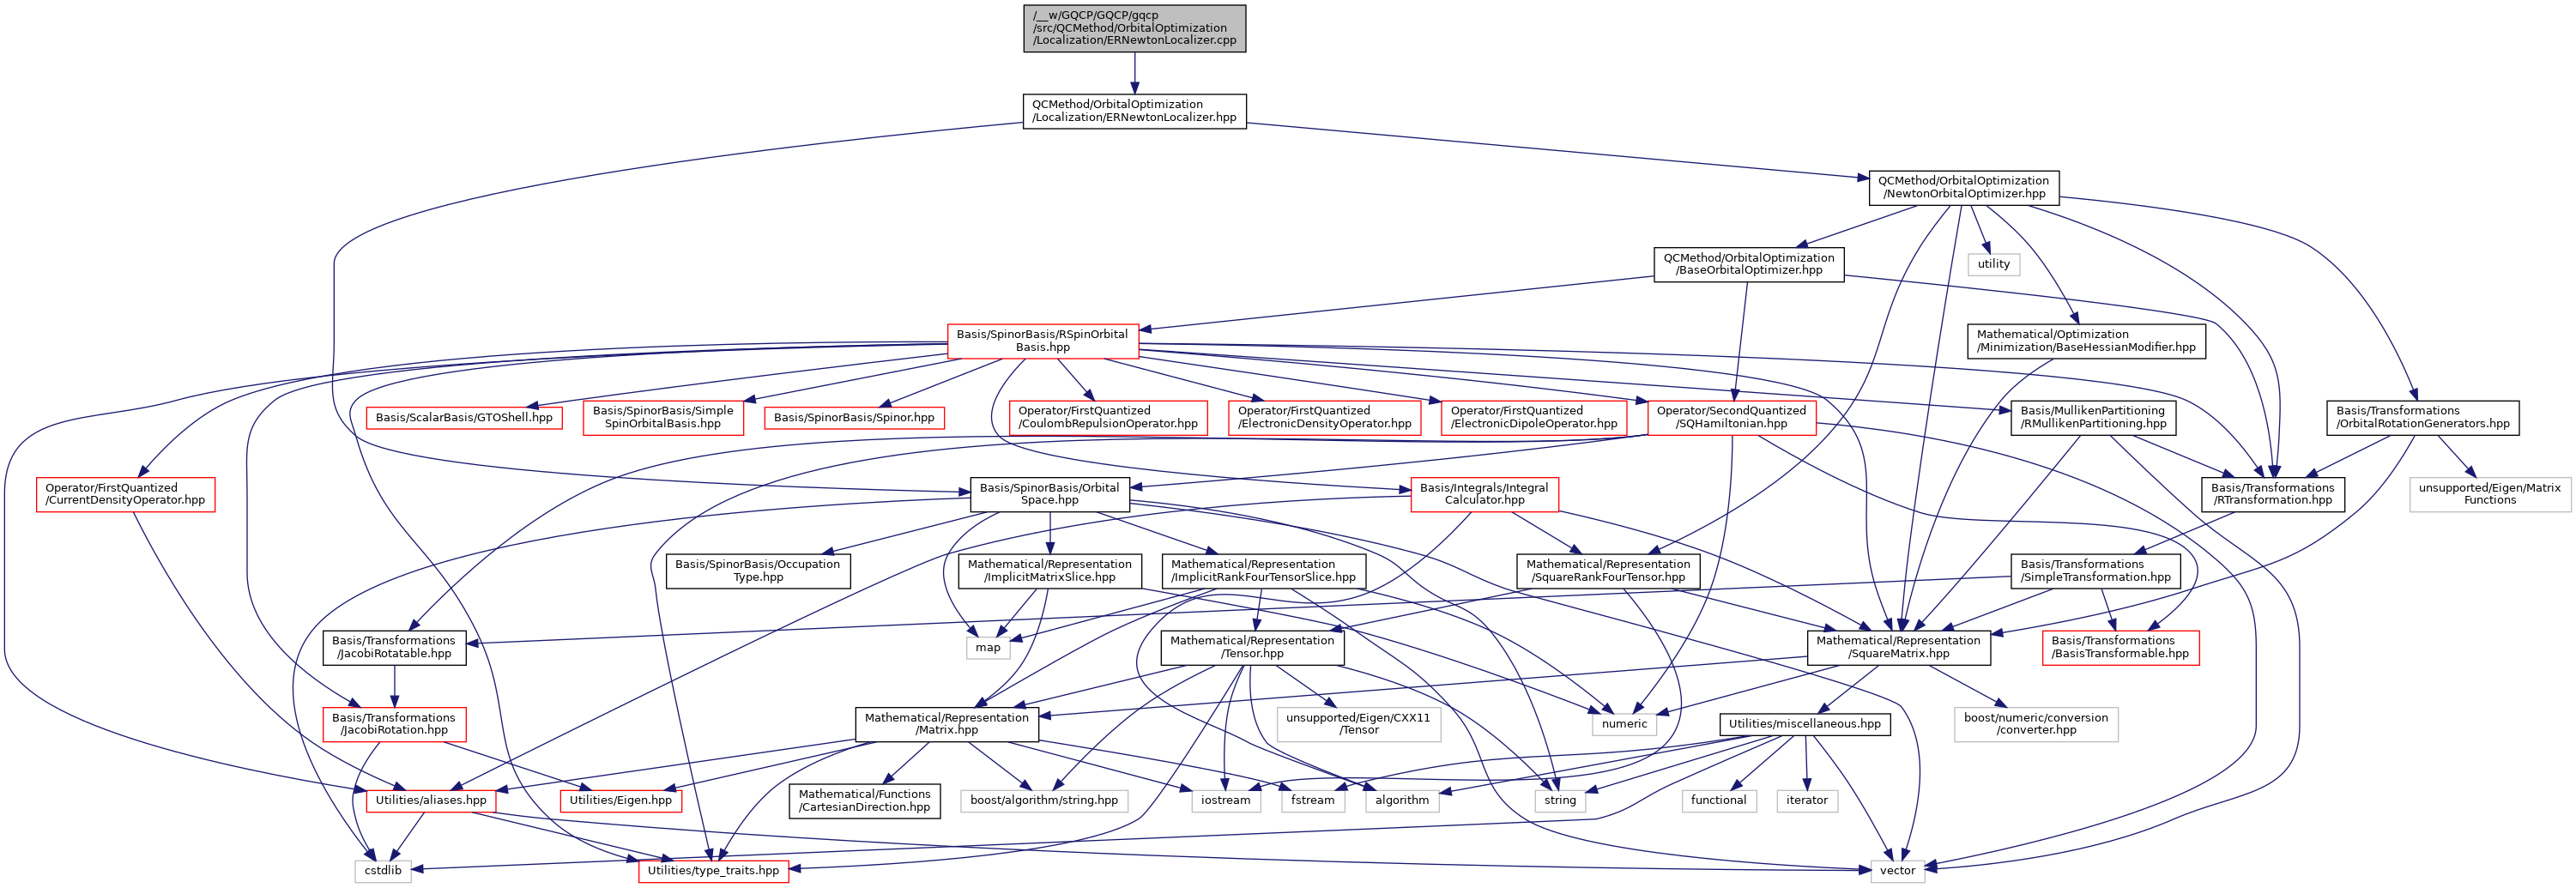 /__w/GQCP/GQCP/gqcp
/src/QCMethod/OrbitalOptimization
/Localization/ERNewtonLocalizer.cpp
QCMethod/OrbitalOptimization
/Localization/ERNewtonLocalizer.hpp
QCMethod/OrbitalOptimization
/NewtonOrbitalOptimizer.hpp
QCMethod/OrbitalOptimization
/BaseOrbitalOptimizer.hpp
utility
Basis/SpinorBasis/RSpinOrbital
Basis.hpp
Mathematical/Optimization
/Minimization/BaseHessianModifier.hpp
Basis/ScalarBasis/GTOShell.hpp
Basis/SpinorBasis/Simple
SpinOrbitalBasis.hpp
Basis/SpinorBasis/Spinor.hpp
Operator/FirstQuantized
/CoulombRepulsionOperator.hpp
Operator/FirstQuantized
/ElectronicDensityOperator.hpp
Operator/FirstQuantized
/ElectronicDipoleOperator.hpp
Operator/SecondQuantized
/SQHamiltonian.hpp
Basis/MullikenPartitioning
/RMullikenPartitioning.hpp
Basis/Transformations
/OrbitalRotationGenerators.hpp
Operator/FirstQuantized
/CurrentDensityOperator.hpp
Basis/SpinorBasis/Orbital
Space.hpp
Basis/Integrals/Integral
Calculator.hpp
Basis/Transformations
/RTransformation.hpp
unsupported/Eigen/Matrix
Functions
Basis/SpinorBasis/Occupation
Type.hpp
Mathematical/Representation
/ImplicitMatrixSlice.hpp
Mathematical/Representation
/ImplicitRankFourTensorSlice.hpp
Mathematical/Representation
/SquareRankFourTensor.hpp
Basis/Transformations
/SimpleTransformation.hpp
Basis/Transformations
/JacobiRotatable.hpp
map
Mathematical/Representation
/Tensor.hpp
Mathematical/Representation
/SquareMatrix.hpp
Basis/Transformations
/BasisTransformable.hpp
Basis/Transformations
/JacobiRotation.hpp
Mathematical/Representation
/Matrix.hpp
unsupported/Eigen/CXX11
/Tensor
numeric
Utilities/miscellaneous.hpp
boost/numeric/conversion
/converter.hpp
Utilities/aliases.hpp
Utilities/Eigen.hpp
Mathematical/Functions
/CartesianDirection.hpp
boost/algorithm/string.hpp
iostream
fstream
algorithm
string
functional
iterator
cstdlib
Utilities/type_traits.hpp
vector